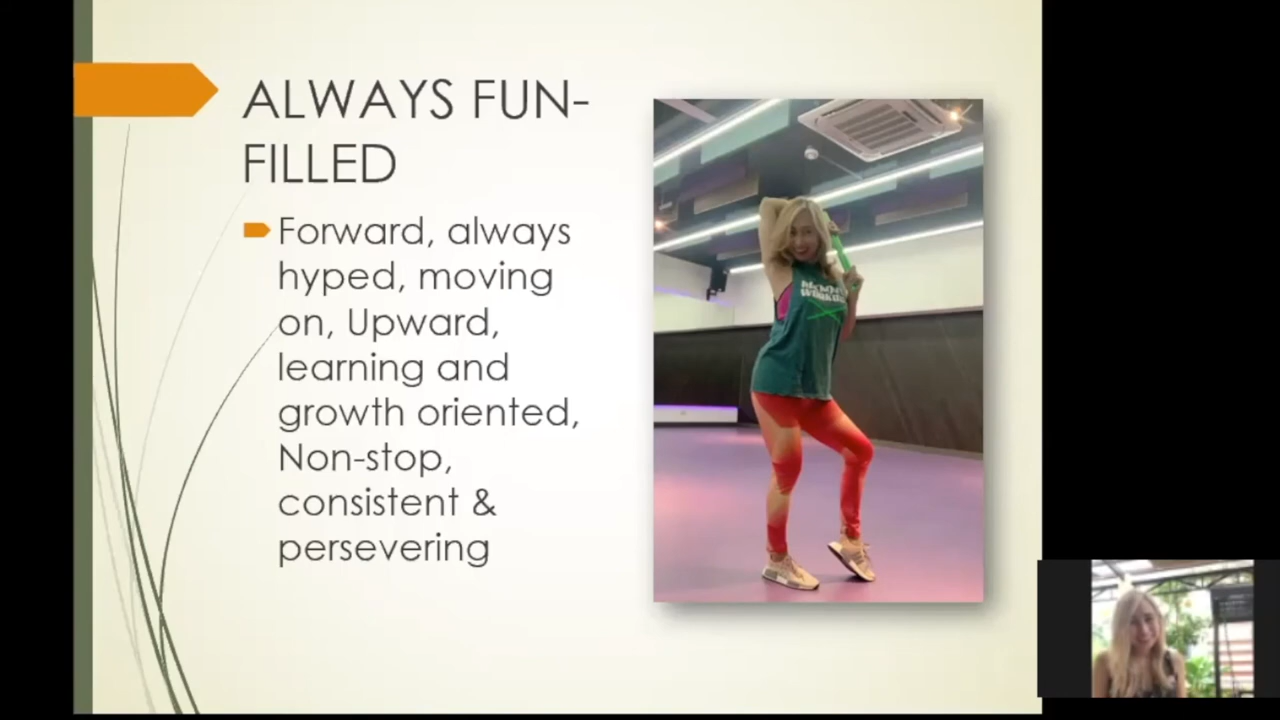 ALWAYS FUN-
FILLED
Forward, always
hyped, moving
on, Upward,
learning and
growth oriented,
Non-stop,
consistent &
persevering